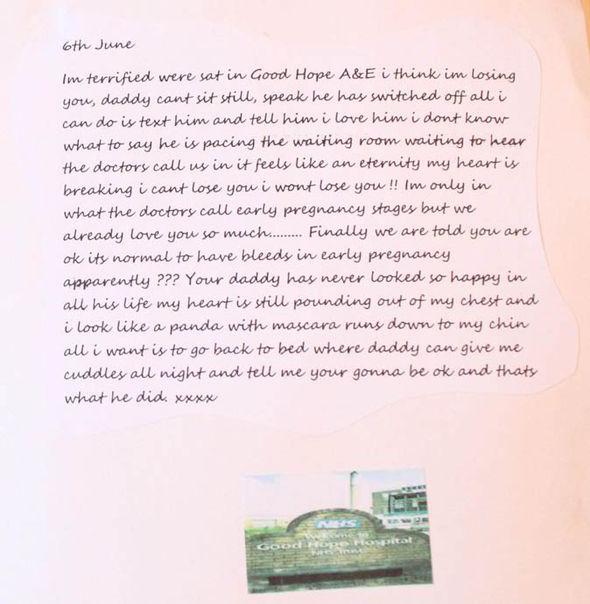 6th June
Im terrified were sat in Good Hope A&E i think im losing
you, daddy cant sit still, speak he has switched off all i
can do is text him and tell him i love him i dont know
what to say he is pacing the waiting room waiting to hear
the doctors call us in it feels like an eternity my heart is
breaking i cant lose you i wont lose you !! Im only in
what the doctors call early pregnancy stages but we
already love you so much......... Finally we are told you are
ok its normal to have bleeds in early pregnancy
apparently ??? Your daddy has never looked so happy in
all his life my heart is still pounding out of my chest and
i look like a panda with mascara runs down to my chin
all i want is to go back to bed where daddy can give me
cuddles all night and tell me your gonna be ok and thats
what he did. xxxx
NHS
Welcome to
Good Hope Hospital
NHS Trust